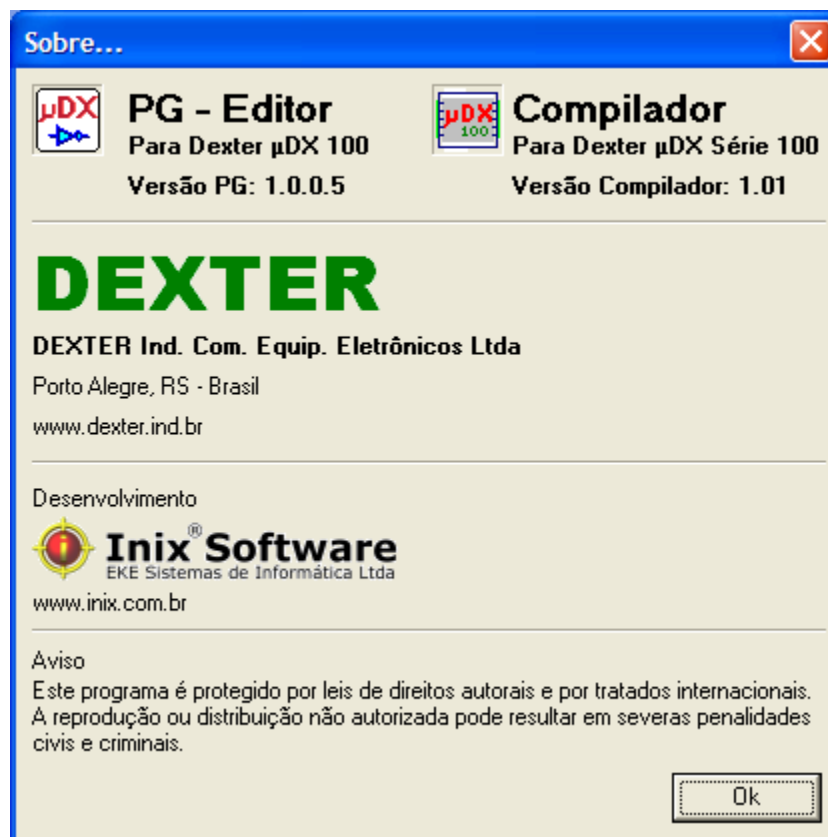 Sobre...
µDX
PG - Editor
Para Dexter µDX 100
Versão PG: 1.0.0.5
µDX
100
Compilador
Para Dexter µDX Série 100
Versão Compilador: 1.01
DEXTER
DEXTER Ind. Com. Equip. Eletrônicos Ltda
Porto Alegre, RS - Brasil
www.dexter.ind.br
Desenvolvimento
Inix® Software
EKE Sistemas de Informática Ltda
www.inix.com.br
Aviso
Este programa é protegido por leis de direitos autorais e por tratados internacionais.
A reprodução ou distribuição não autorizada pode resultar em severas penalidades
civis e criminais.
Ok